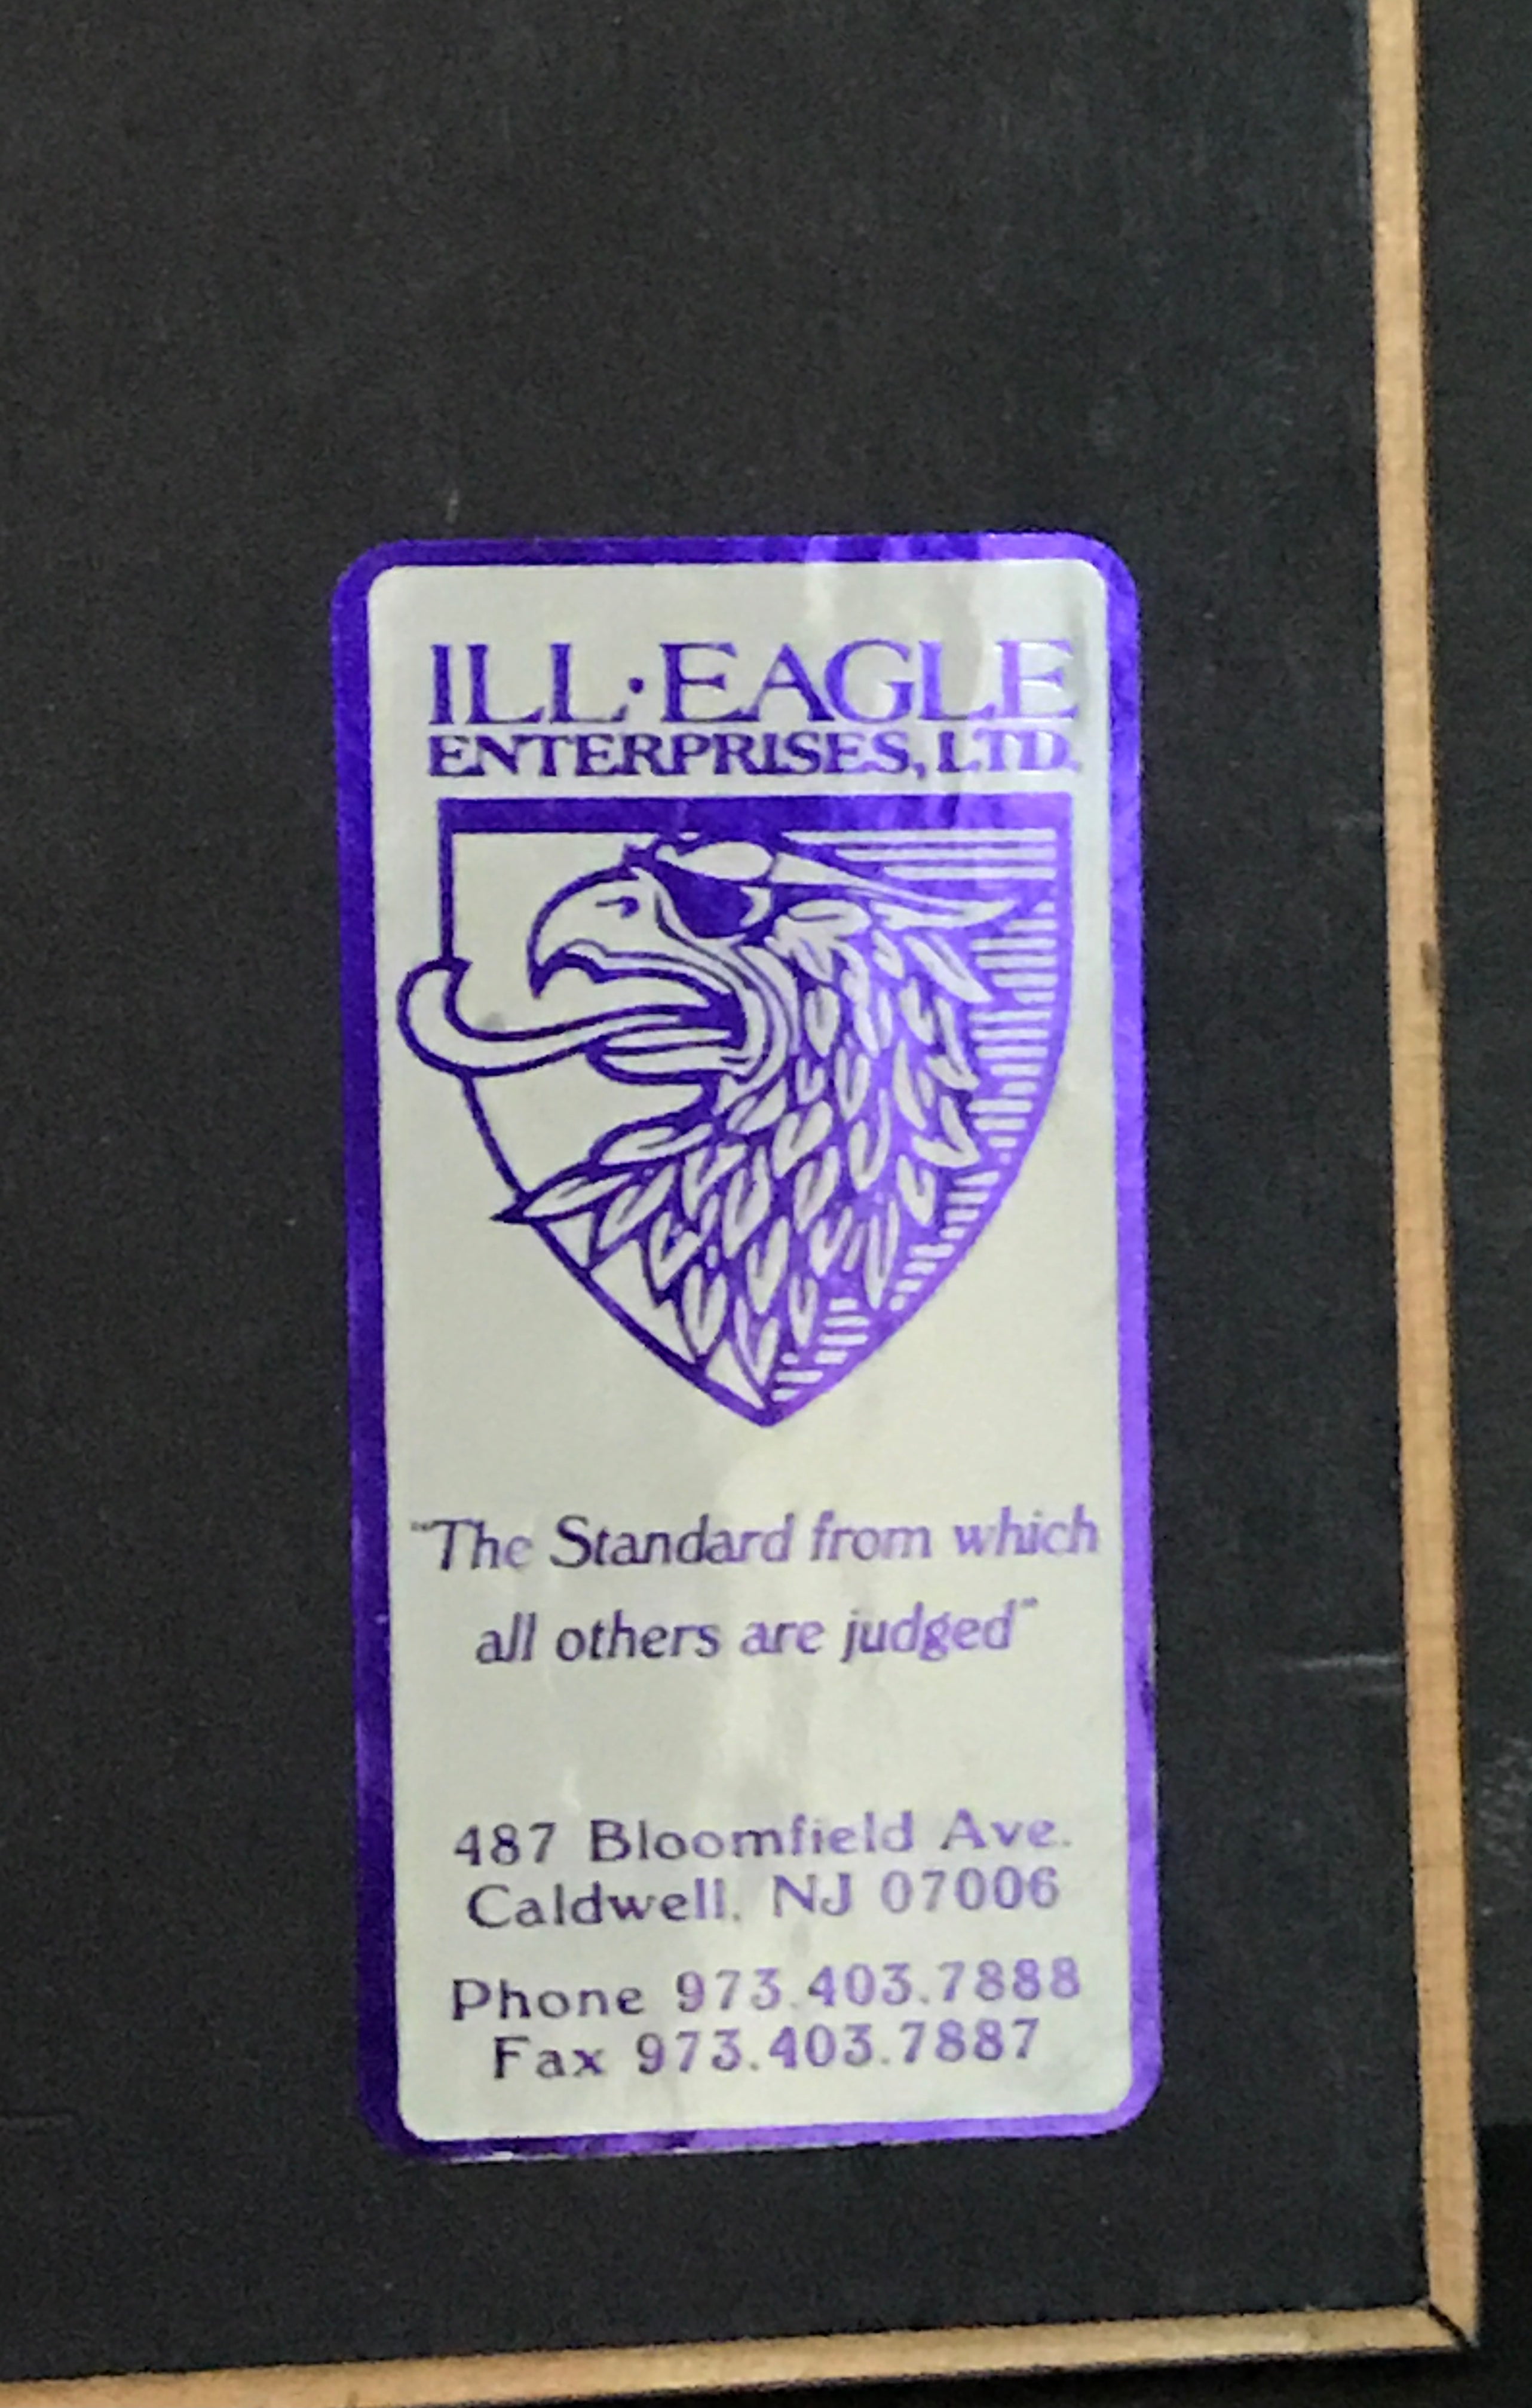 ILL·EAGLE
ENTERPRISES, LTD.
"The Standard from which
all others are judged"
487 Bloomfield Ave.
Caldwell, NJ 07006
Phone 973.403.7888
Fax 973.403.7887